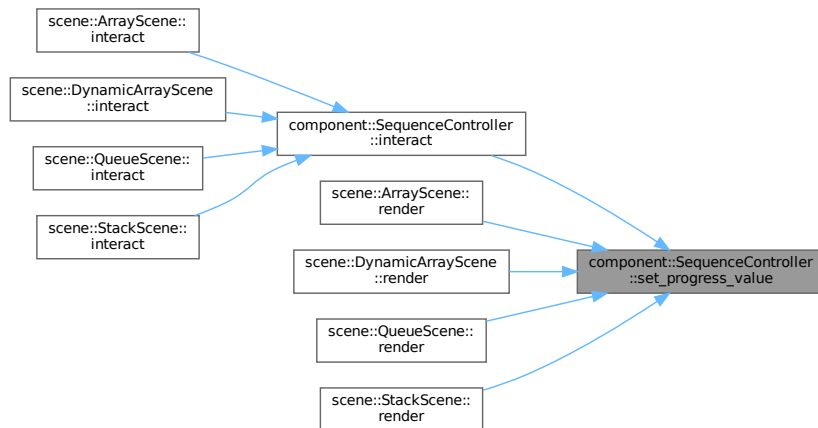 scene::ArrayScene::
interact
scene::DynamicArrayScene
::interact
scene::QueueScene::
interact
scene::StackScene::
interact
component::SequenceController
::interact
scene::ArrayScene::
render
scene::DynamicArrayScene
::render
scene::QueueScene::
render
scene::StackScene::
render
component::SequenceController
::set_progress_value